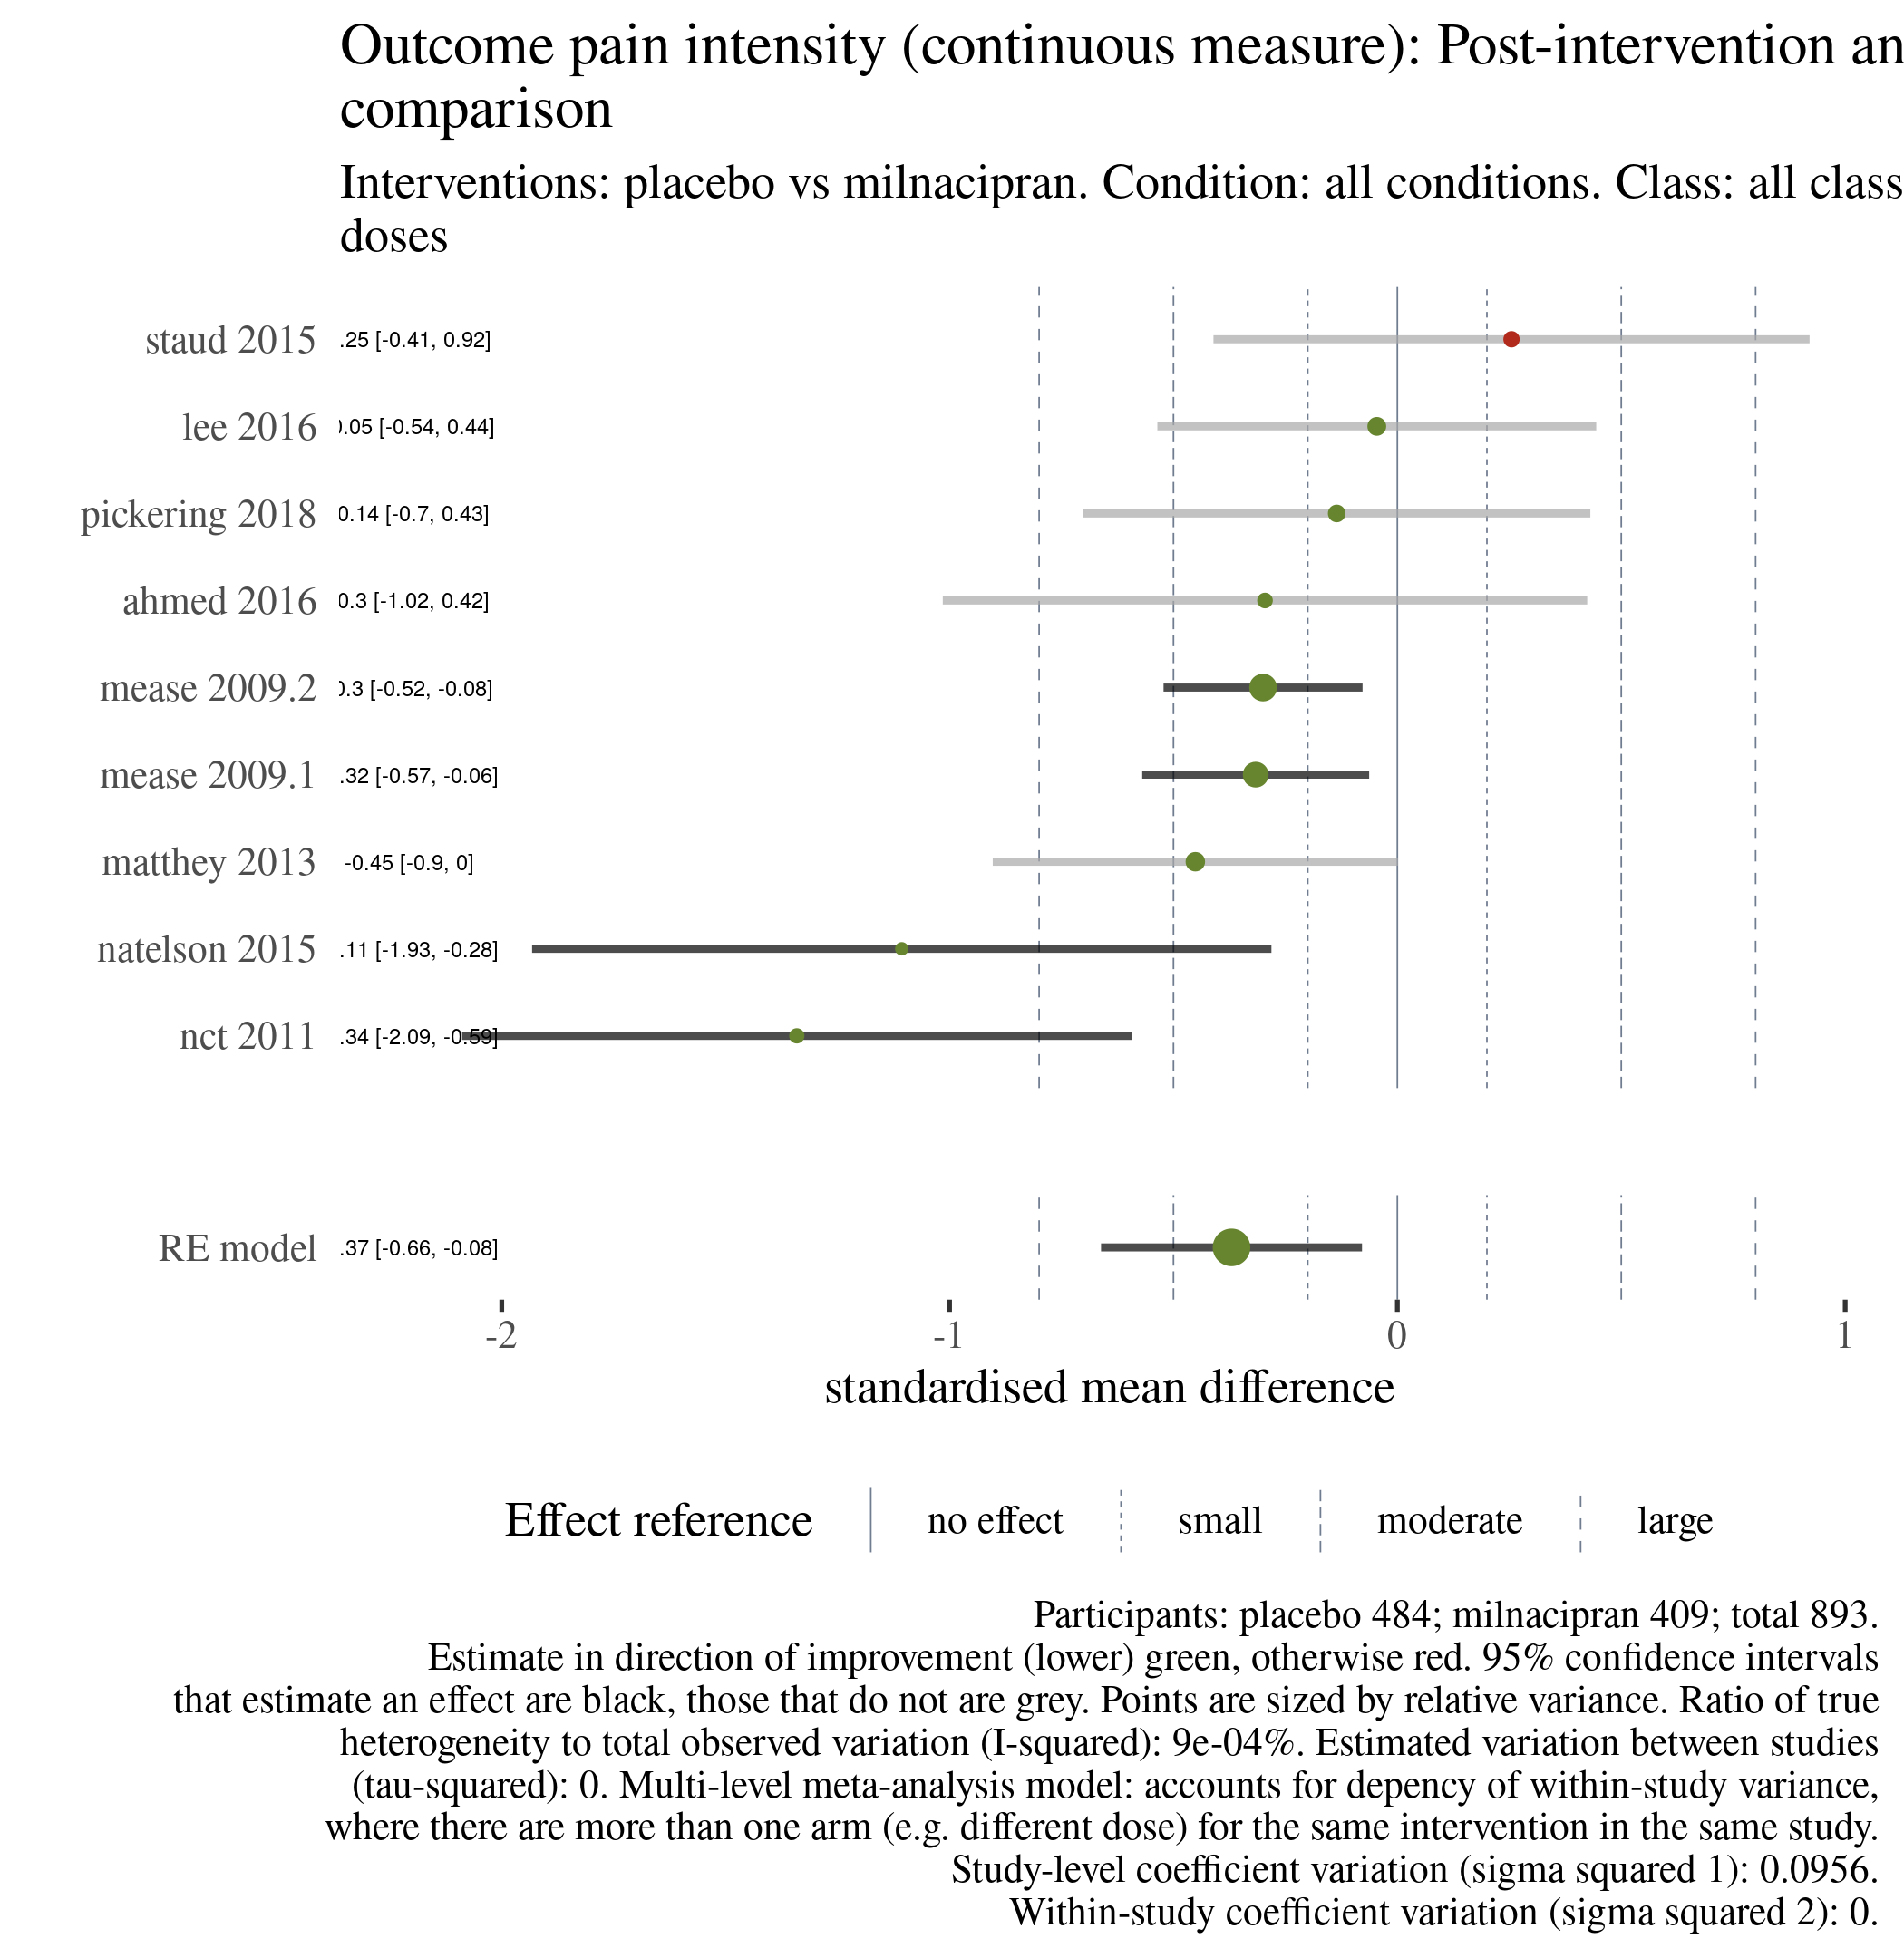 Outcome pain intensity (continuous measure): Post-intervention an
comparison
Interventions: placebo vs milnacipran. Condition: all conditions. Class: all class
doses
staud 2015 .25 [-0.41, 0.92]
lee 2016 0.05 [-0.54, 0.44]
pickering 2018 0.14 [-0.7, 0.43]
ahmed 2016 0.3 [-1.02, 0.42]
mease 2009.2 0.3 [-0.52, -0.08]
mease 2009.1 .32 [-0.57, -0.06]
matthey 2013 -0.45 [-0.9, 0]
natelson 2015 .11 [-1.93, -0.28]
nct 2011 .34 [-2.09, -0.59]
RE model .37 [-0.66, -0.08]
-2 -1 0 1
standardised mean difference
Effect reference no effect small moderate large
Participants: placebo 484; milnacipran 409; total 893.
Estimate in direction of improvement (lower) green, otherwise red. 95% confidence intervals
that estimate an effect are black, those that do not are grey. Points are sized by relative variance. Ratio of true
heterogeneity to total observed variation (I-squared): 9e-04%. Estimated variation between studies
(tau-squared): 0. Multi-level meta-analysis model: accounts for depency of within-study variance,
where there are more than one arm (e.g. different dose) for the same intervention in the same study.
Study-level coefficient variation (sigma squared 1): 0.0956.
Within-study coefficient variation (sigma squared 2): 0.